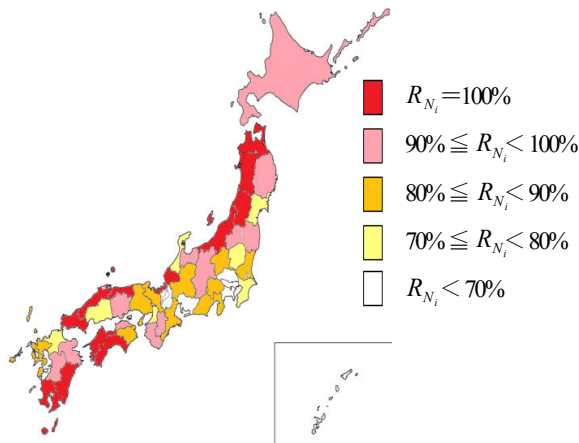 R_{N_i}=100%
90%≦ R_{N_i}< 100%
80%≦ R_{N_i}< 90%
70%≦ R_{N_i}< 80%
R_{N_i}< 70%